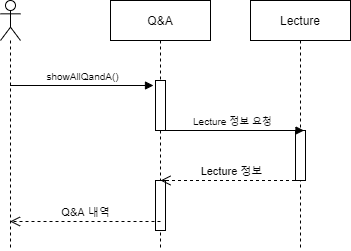 Q&A
Lecture
showAllQandA()
Lecture 정보 요청
Lecture 정보
Q&A 내역